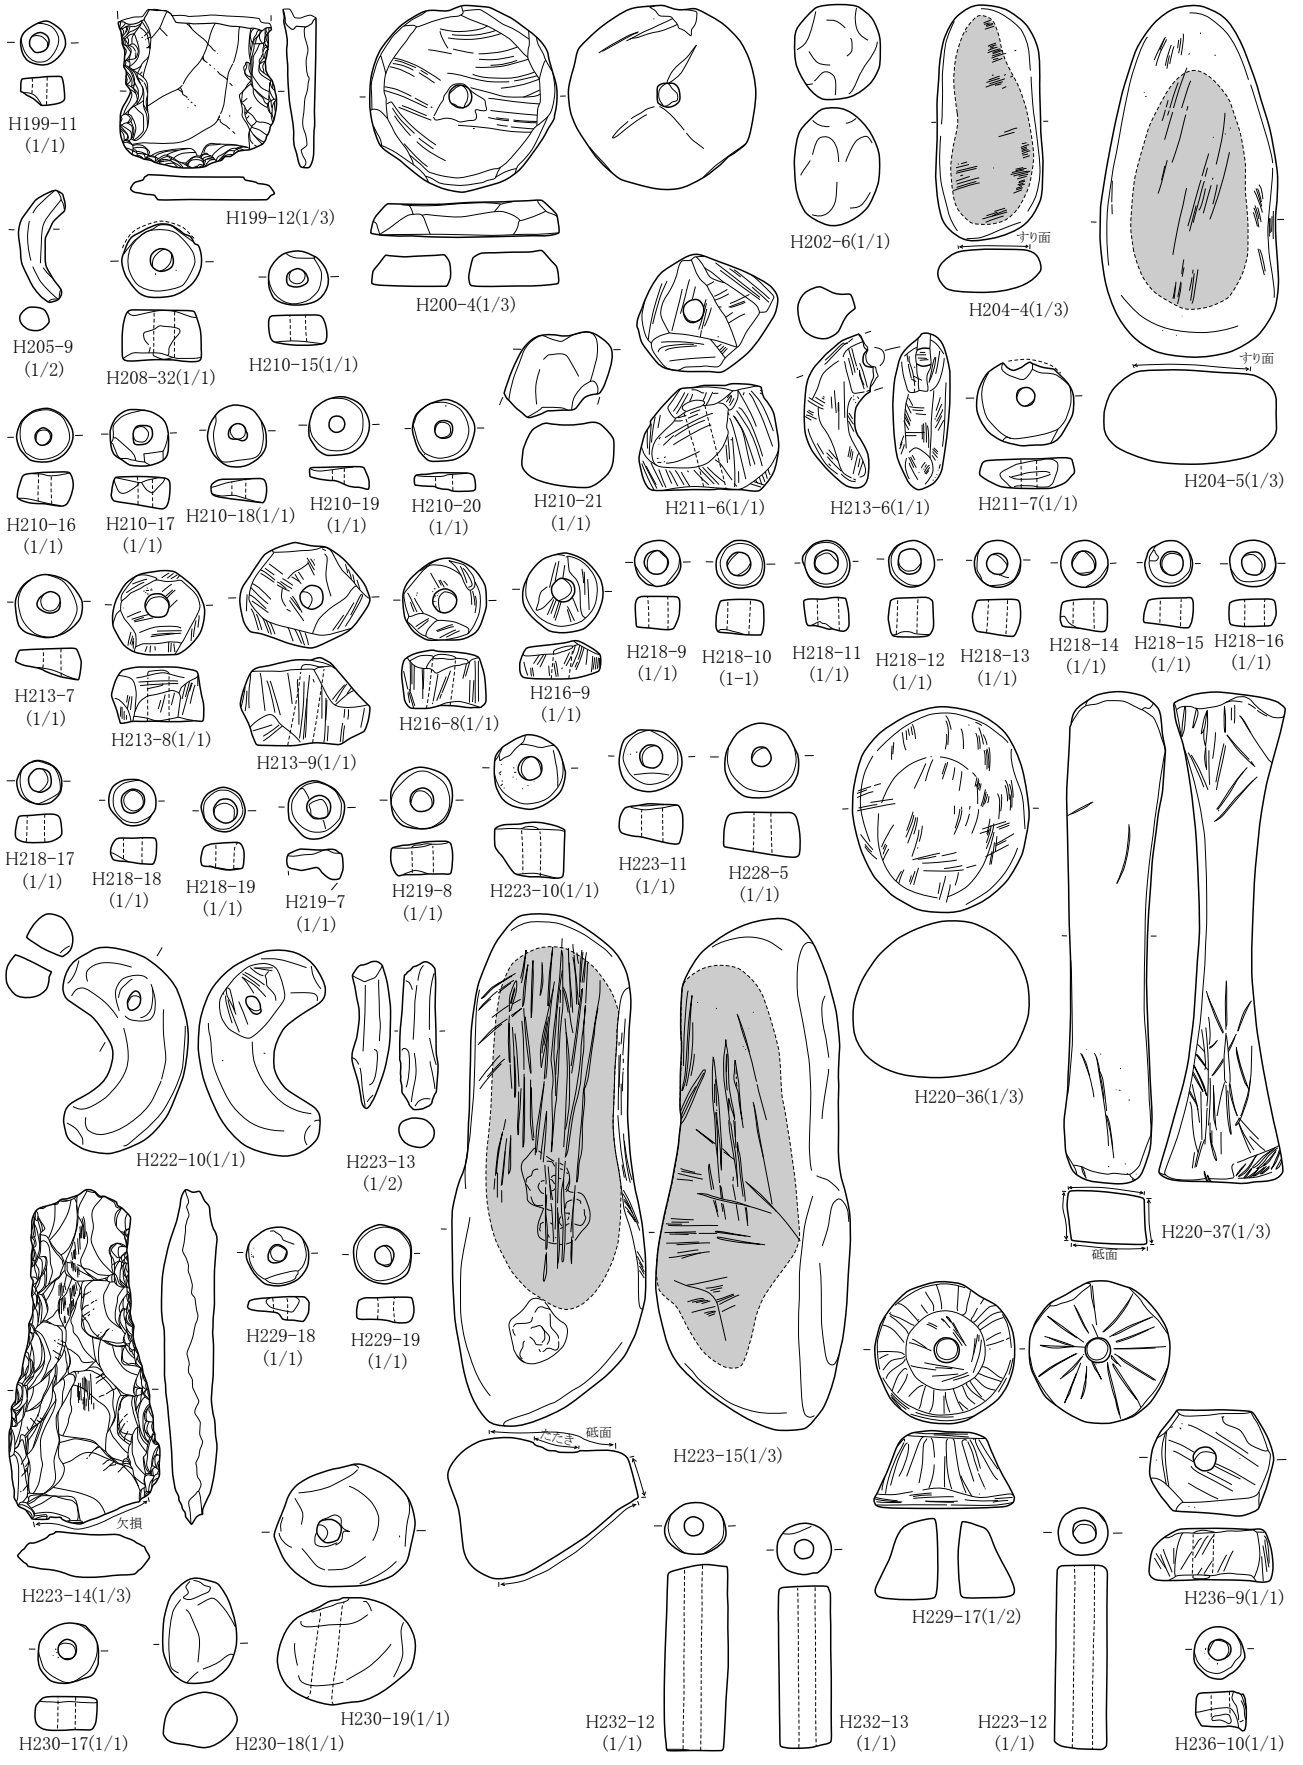 H199-11
(1/1)
H199-12(1/3)
H200-4(1/3)
H202-6(1/1)
すり面
H204-4(1/3)
すり面
H204-5(1/3)
H205-9
(1/2)
H208-32(1/1)
H210-15(1/1)
H210-16
(1/1)
H210-17
(1/1)
H210-18(1/1)
H210-19
(1/1)
H210-20
(1/1)
H210-21
(1/1)
H211-6(1/1)
H213-6(1/1)
H211-7(1/1)
H213-7
(1/1)
H213-8(1/1)
H213-9(1/1)
H216-8(1/1)
H216-9
(1/1)
H218-9
(1/1)
H218-10
(1-1)
H218-11
(1/1)
H218-12
(1/1)
H218-13
(1/1)
H218-14
(1/1)
H218-15
(1/1)
H218-16
(1/1)
H218-17
(1/1)
H218-18
(1/1)
H218-19
(1/1)
H219-7
(1/1)
H219-8
(1/1)
H223-10(1/1)
H223-11
(1/1)
H228-5
(1/1)
H220-36(1/3)
H222-10(1/1)
H223-13
(1/2)
H220-37(1/3)
砥面
H229-18
(1/1)
H229-19
(1/1)
たたき
砥面
H223-15(1/3)
欠損
H223-14(1/3)
H229-17(1/2)
H236-9(1/1)
H230-17(1/1)
H230-18(1/1)
H230-19(1/1)
H232-12
(1/1)
H232-13
(1/1)
H223-12
(1/1)
H236-10(1/1)